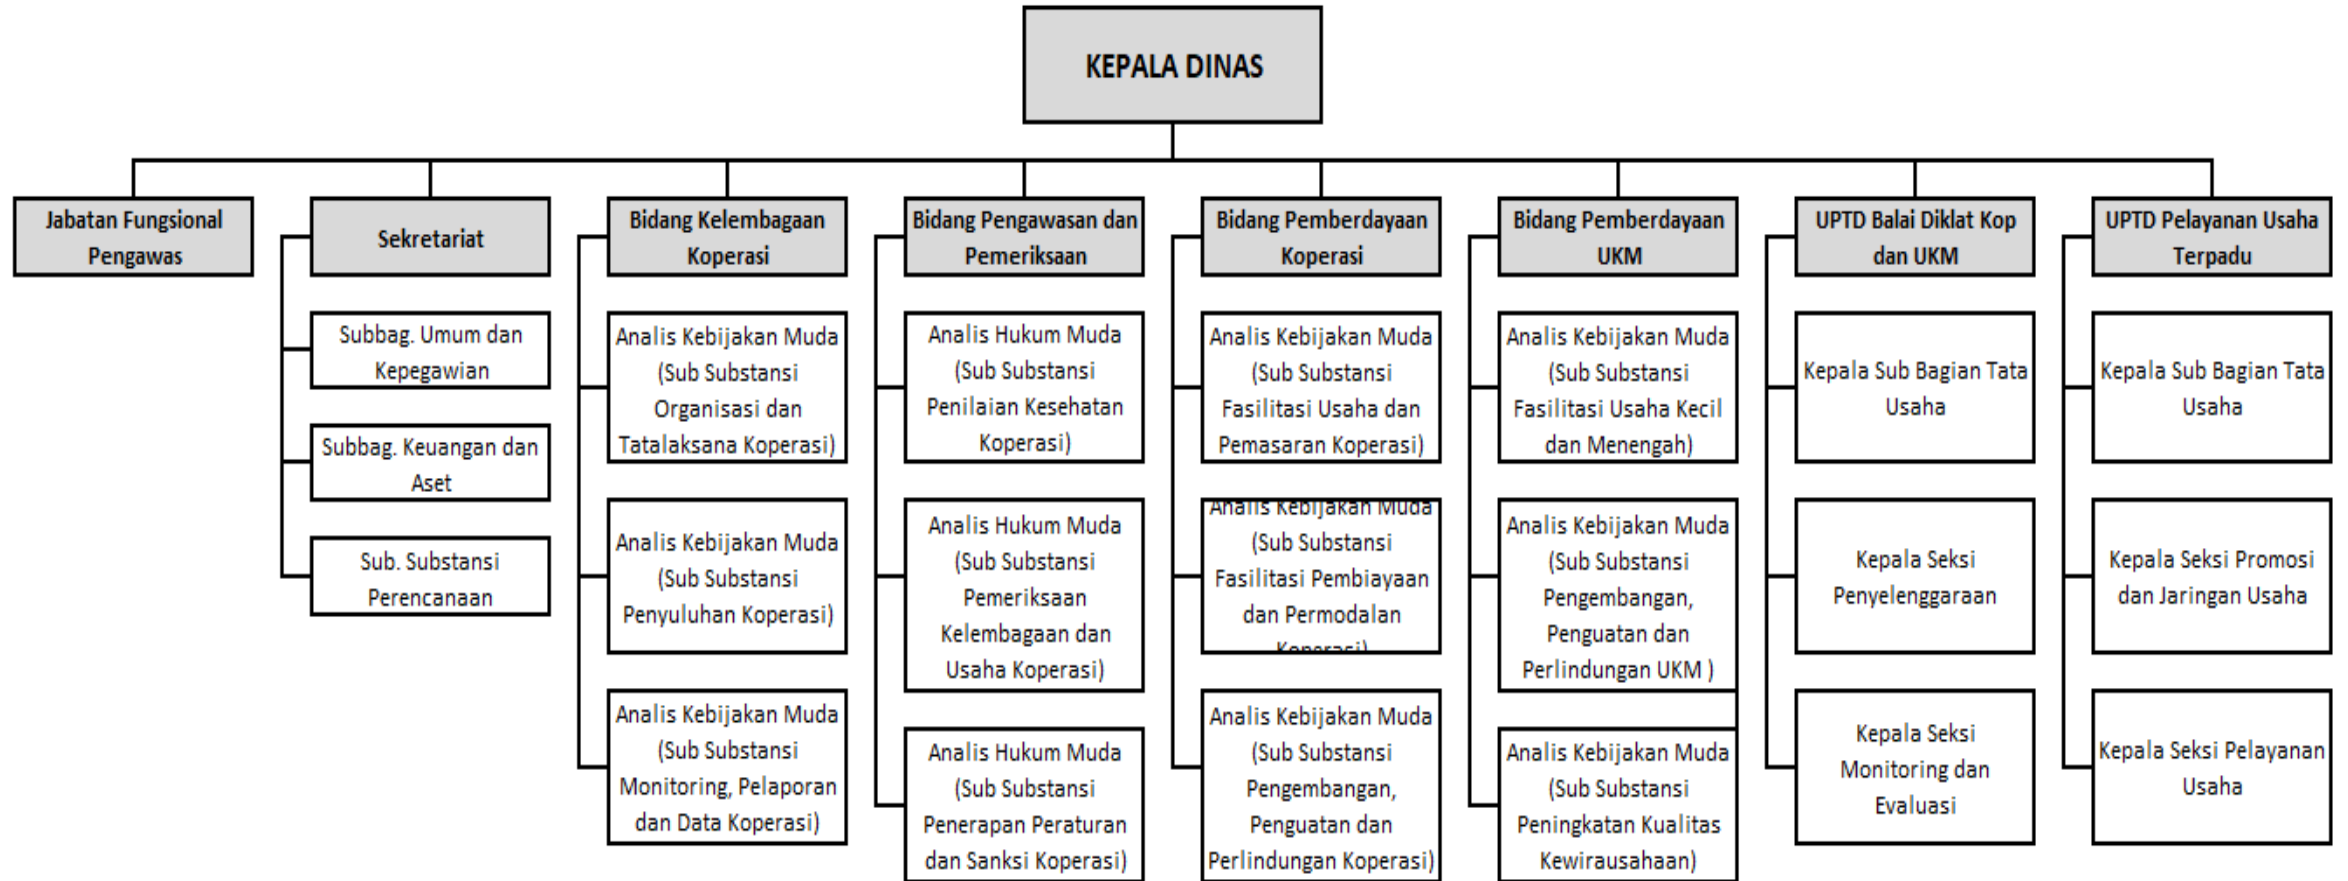 KEPALA DINAS
Jabatan Fungsional
Pengawas
Sekretariat
Subbag. Umum dan
Kepegawian
Subbag. Keuangan dan
Aset
Sub. Substansi
Perencanaan
Bidang Kelembagaan
Koperasi
Analis Kebijakan Muda
(Sub Substansi
Organisasi dan
Tatalaksana Koperasi)
Analis Kebijakan Muda
(Sub Substansi
Penyuluhan Koperasi)
Analis Kebijakan Muda
(Sub Substansi
Monitoring, Pelaporan
dan Data Koperasi)
Bidang Pengawasan dan
Pemeriksaan
Analis Hukum Muda
(Sub Substansi
Penilaian Kesehatan
Koperasi)
Analis Hukum Muda
(Sub Substansi
Pemeriksaan
Kelembagaan dan
Usaha Koperasi)
Analis Hukum Muda
(Sub Substansi
Penerapan Peraturan
dan Sanksi Koperasi)
Bidang Pemberdayaan
Koperasi
Analis Kebijakan Muda
(Sub Substansi
Fasilitasi Usaha dan
Pemasaran Koperasi)
Analis Kebijakan Muda
(Sub Substansi
Fasilitasi Pembiayaan
dan Permodalan
Koperasi)
Analis Kebijakan Muda
(Sub Substansi
Pengembangan,
Penguatan dan
Perlindungan Koperasi)
Bidang Pemberdayaan
UKM
Analis Kebijakan Muda
(Sub Substansi
Fasilitasi Usaha Kecil
dan Menengah)
Analis Kebijakan Muda
(Sub Substansi
Pengembangan,
Penguatan dan
Perlindungan UKM )
Analis Kebijakan Muda
(Sub Substansi
Peningkatan Kualitas
Kewirausahaan)
UPTD Balai Diklat Kop
dan UKM
Kepala Sub Bagian Tata
Usaha
Kepala Seksi
Penyelenggaraan
Kepala Seksi
Monitoring dan
Evaluasi
UPTD Pelayanan Usaha
Terpadu
Kepala Sub Bagian Tata
Usaha
Kepala Seksi Promosi
dan Jaringan Usaha
Kepala Seksi Pelayanan
Usaha